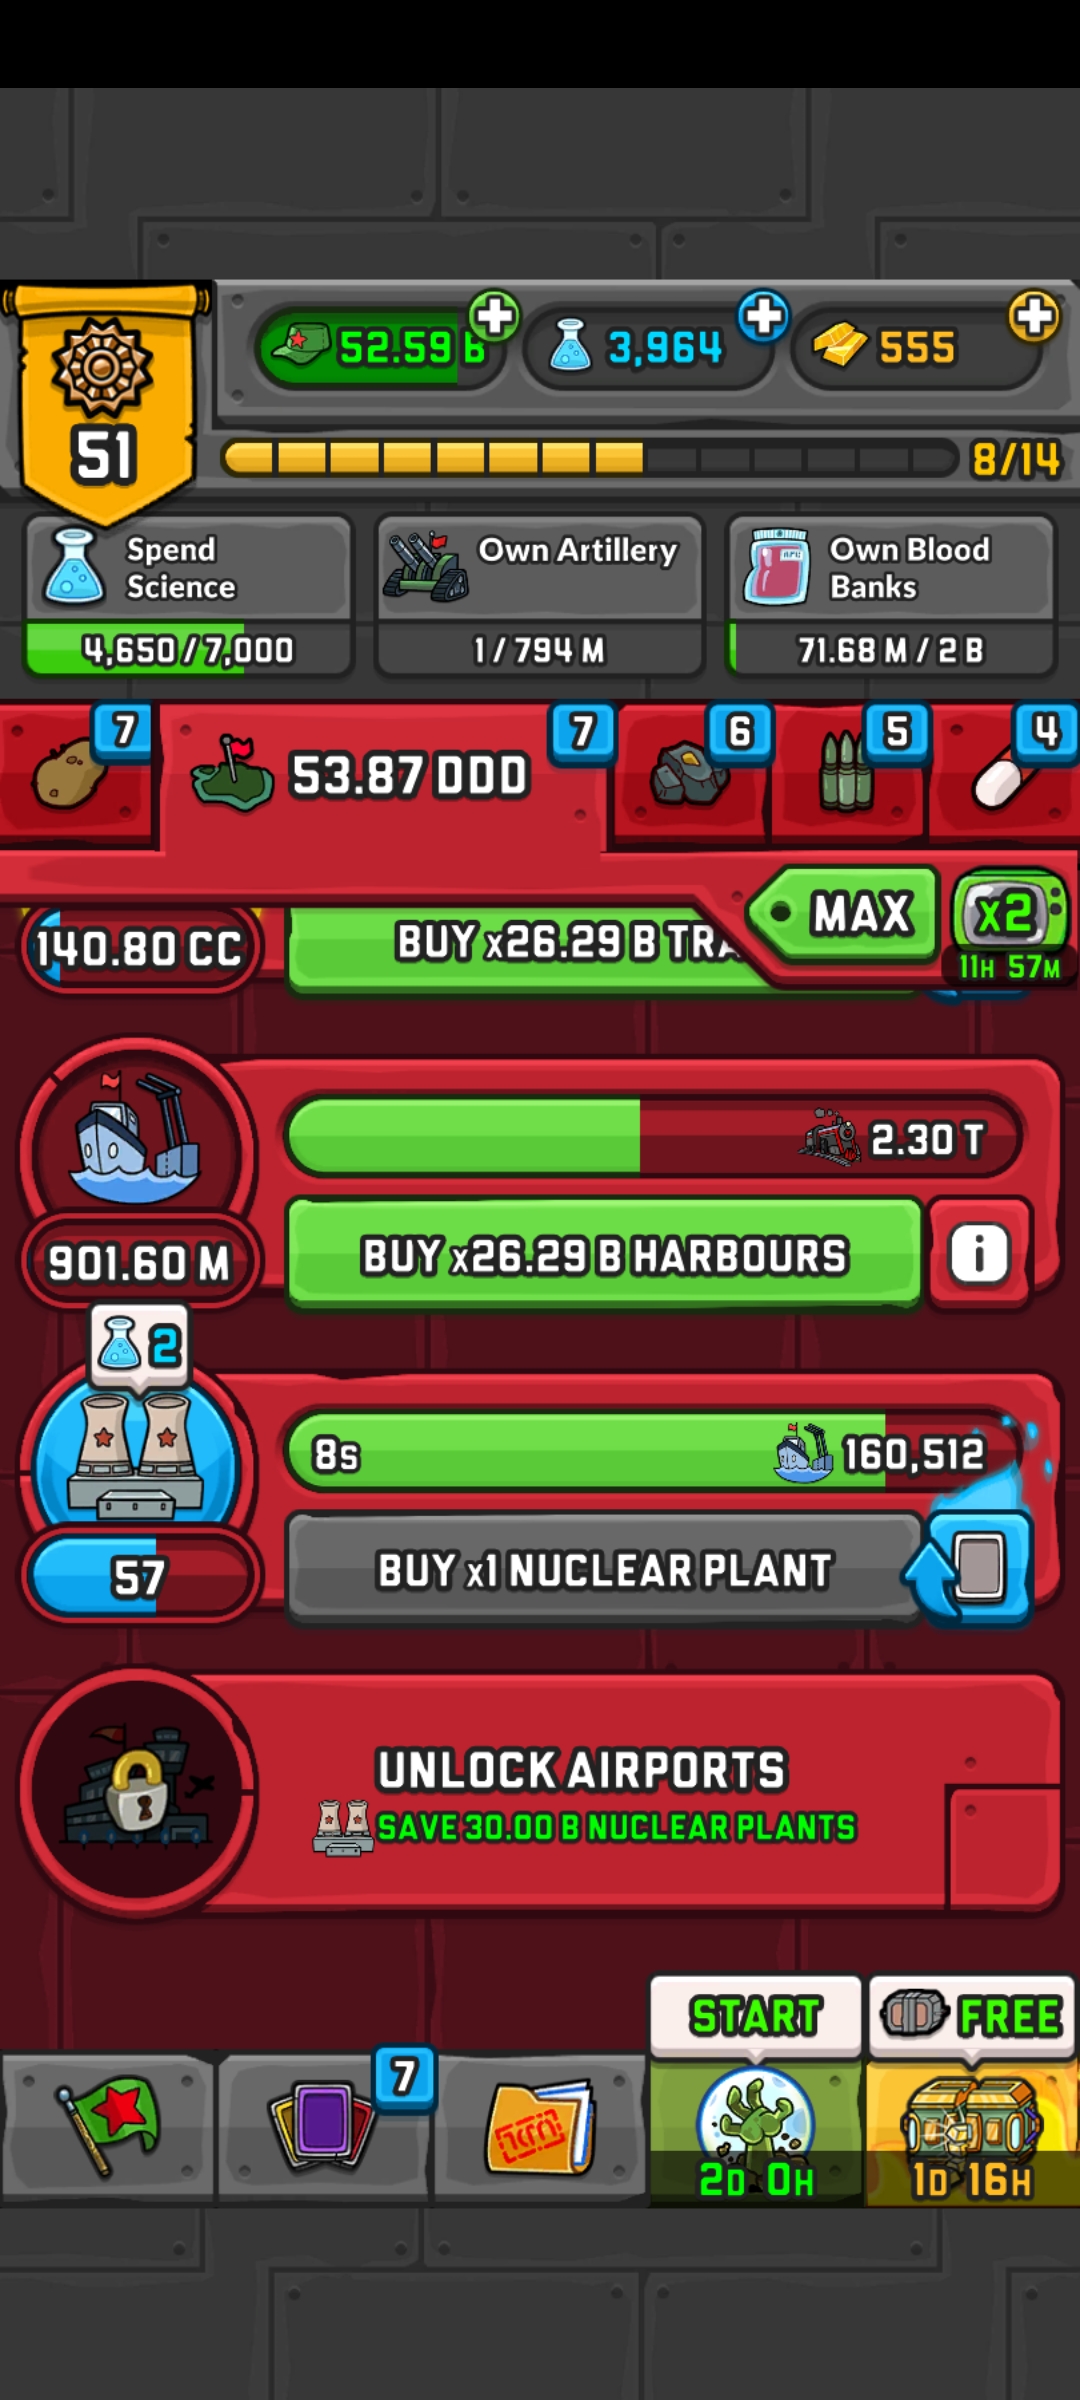 52.59 B
3,964
555
51
8/14
Spend
Science
4,650/7,000
Own Artillery
1/794 M
Own Blood
Banks
71.68 M/2 B
7
53.87 DDD
7
6
5
4
MAX
x2
11H 57M
140.80 CC
BUY x26.29 B TRA
2.30 T
901.60 M
BUY x26.29 B HARBOURS
i
2
8s
160,512
57
BUY x1 NUCLEAR PLANT
UNLOCK AIRPORTS
SAVE 30.00 B NUCLEAR PLANTS
START
FREE
7
2D 0H
1D 16H